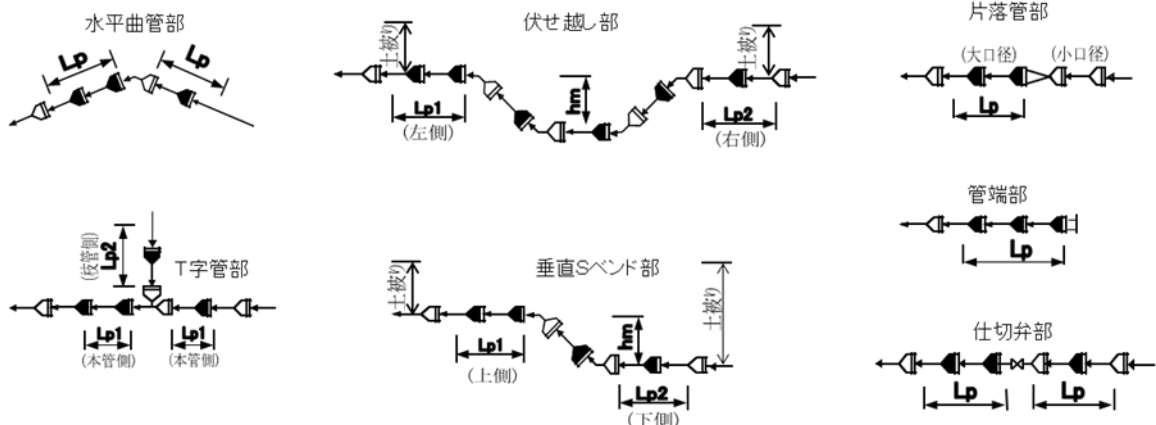 水平曲管部
Lp
Lp
伏せ越し部
土被り
土被り
hm
Lp1
(左側)
Lp2
(右側)
片落管部
(大口径)
(小口径)
Lp
T字管部
(枝管側)
Lp2
Lp1
(本管側)
Lp1
(本管側)
垂直Sベンド部
土被り
土被り
hm
Lp1
(上側)
Lp2
(下側)
管端部
Lp
仕切弁部
Lp
Lp